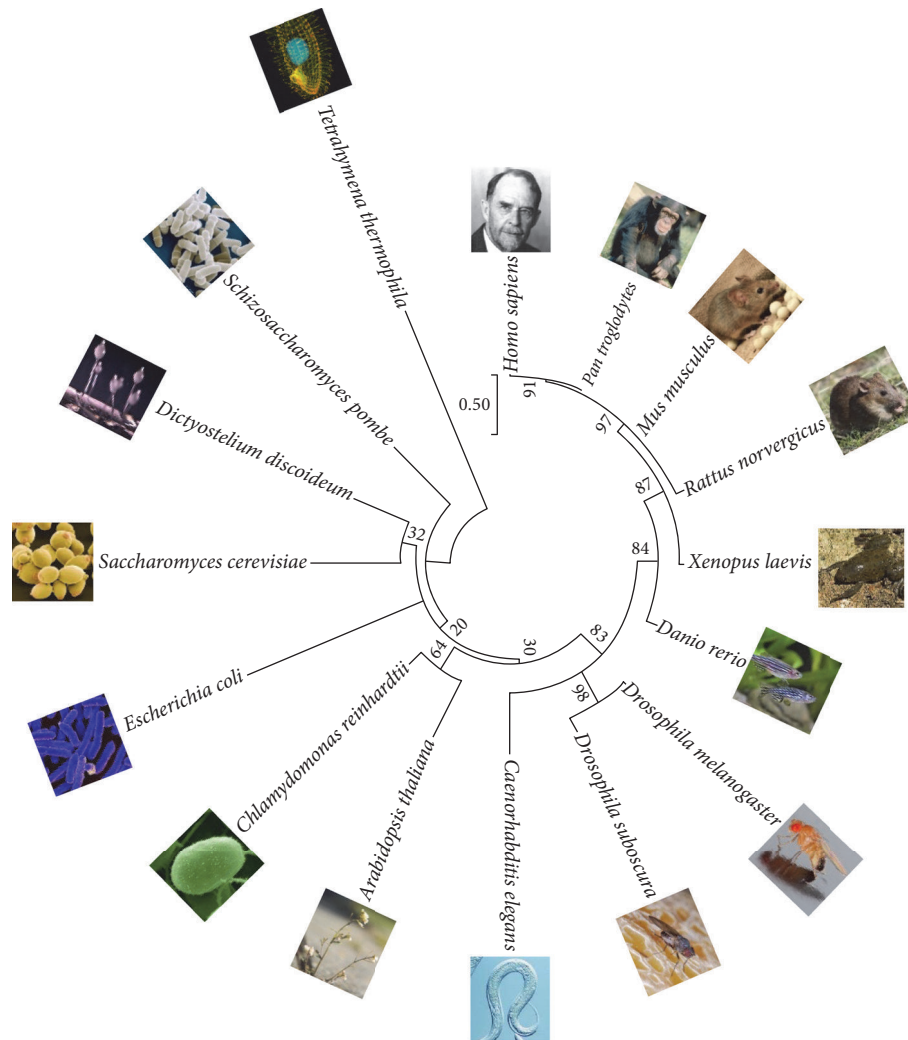 Tetrahymena thermophila
Homo sapiens
Pan troglodytes
Mus musculus
Rattus norvergicus
Xenopus laevis
Danio rerio
Drosophila melanogaster
Drosophila suboscura
Caenorhabditis elegans
Arabidopsis thaliana
Chlamydomonas reinhardtii
Escherichia coli
Saccharomyces cerevisiae
Dictyostelium discoideum
Schizosaccharomyces pombe
0.50
91
97
87
84
83
98
30
64
20
32